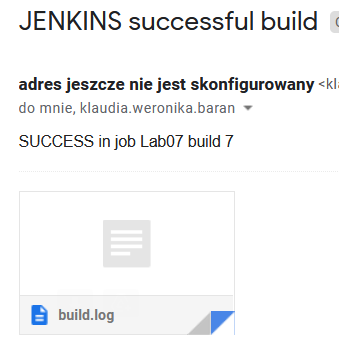 JENKINS successful build
adres jeszcze nie jest skonfigurowany <kl
do mnie, klaudia.weronika.baran
SUCCESS in job Lab07 build 7
build.log